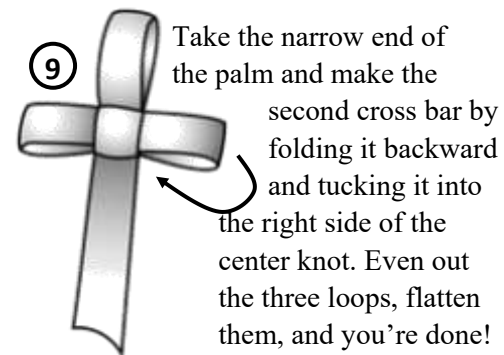 9
Take the narrow end of
the palm and make the
second cross bar by
folding it backward
and tucking it into
the right side of the
center knot. Even out
the three loops, flatten
them, and you’re done!